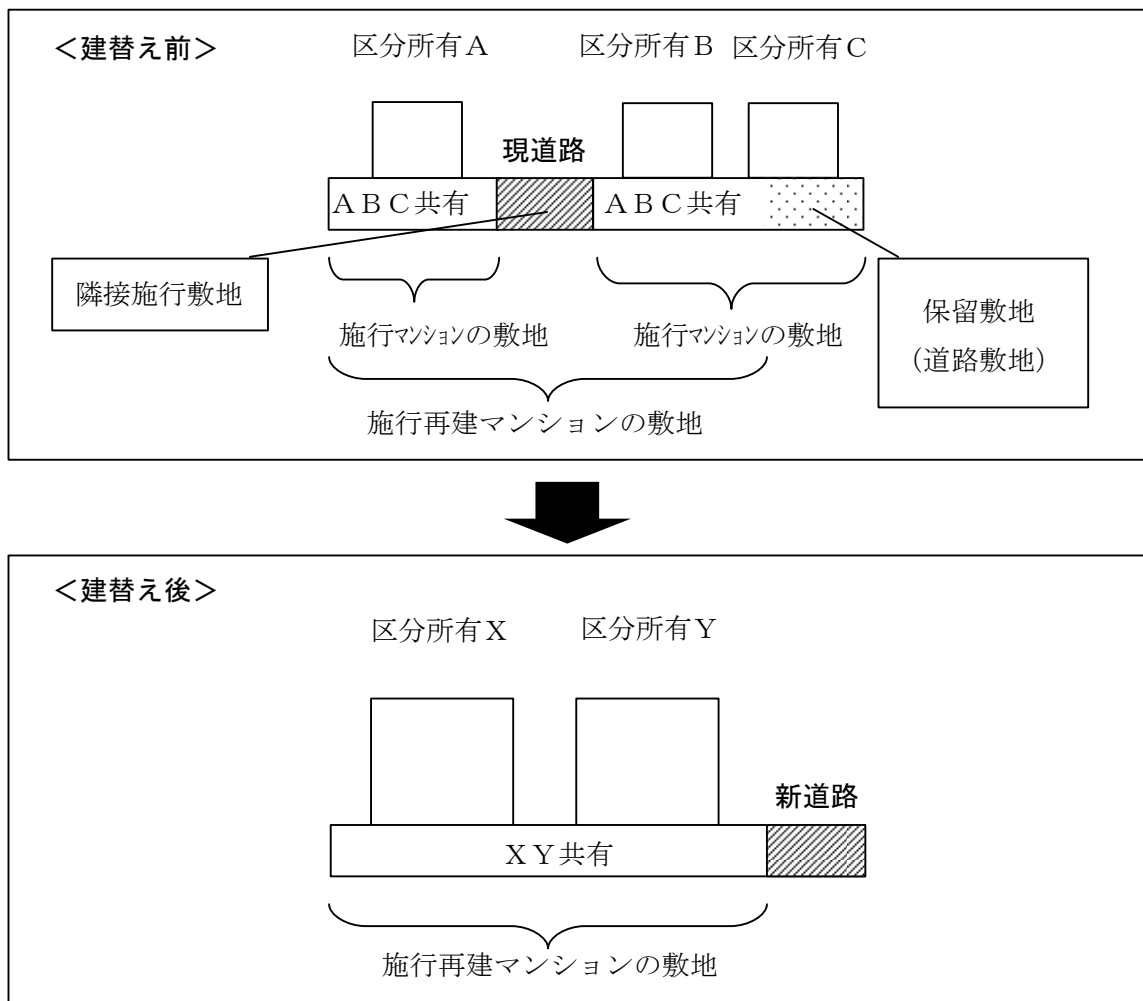 ＜建替え前＞
区分所有Ａ
区分所有Ｂ
区分所有Ｃ
現道路
ＡＢＣ共有
ＡＢＣ共有
隣接施行敷地
保留敷地
（道路敷地）
施行ﾏﾝｼｮﾝの敷地
施行ﾏﾝｼｮﾝの敷地
施行再建マンションの敷地
＜建替え後＞
区分所有Ｘ
区分所有Ｙ
新道路
ＸＹ共有
施行再建マンションの敷地